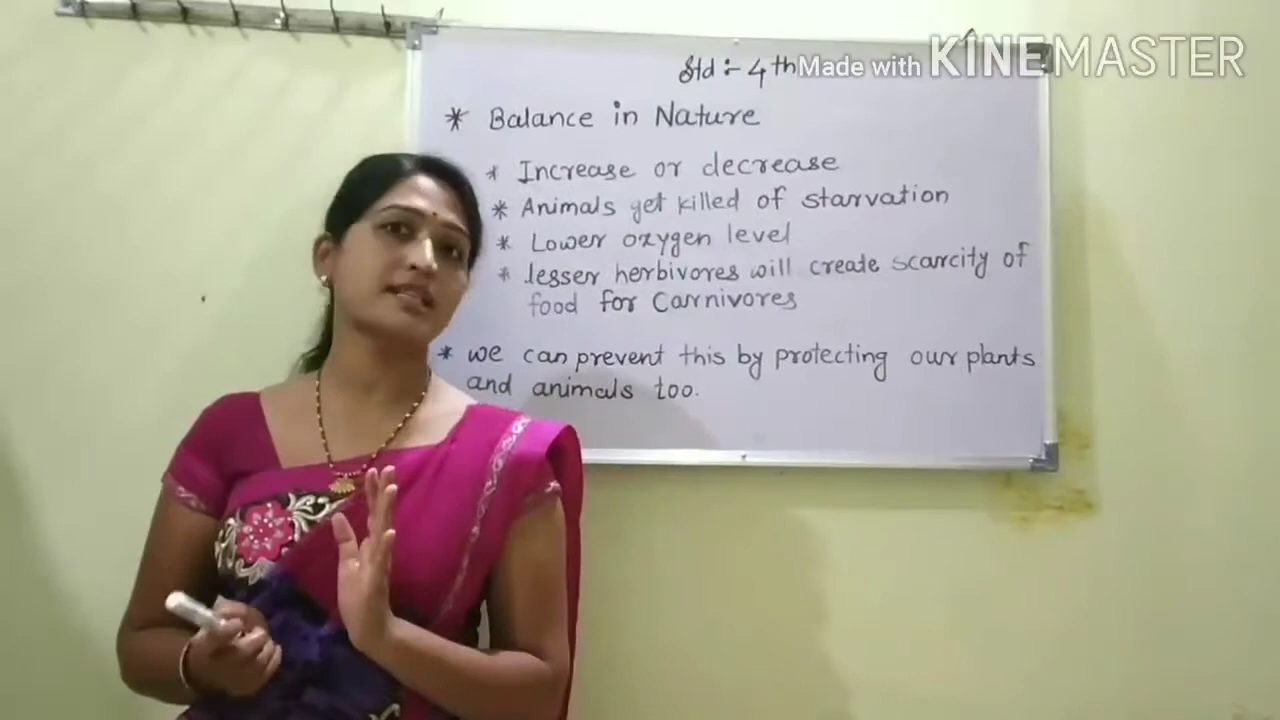 Std :- 4th
Made with KINEMASTER
* Balance in Nature
* Increase or decrease
* Animals get killed of starvation
* Lower oxygen level
* lesser herbivores will create scarcity of
food for Carnivores
* we can prevent this by protecting our plants
and animals too.